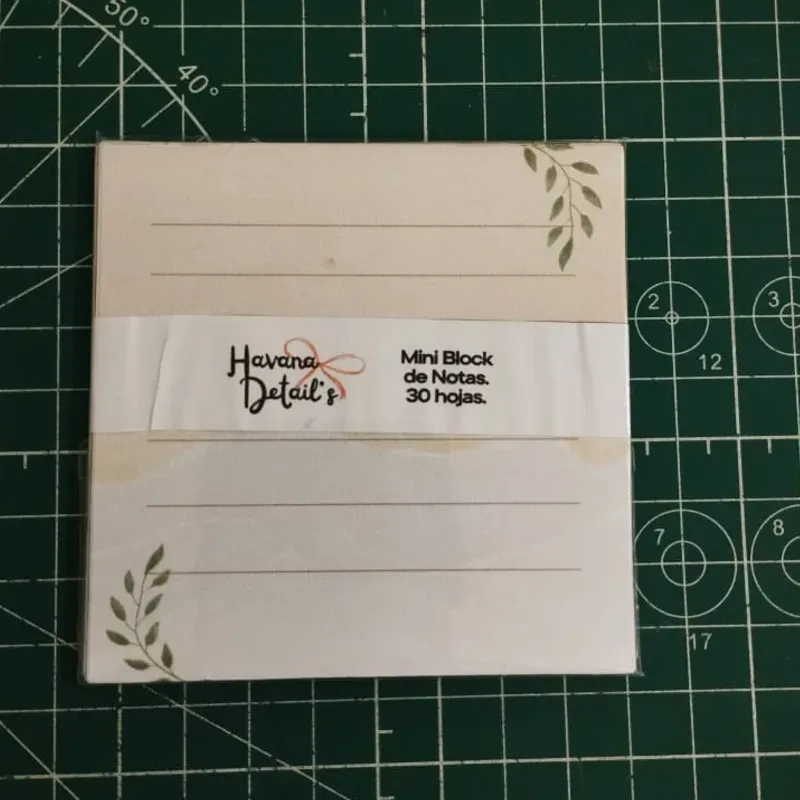 50°
40°
Havana
Detail's
Mini Block
de Notas.
30 hojas.
2
3
12
7
8
17